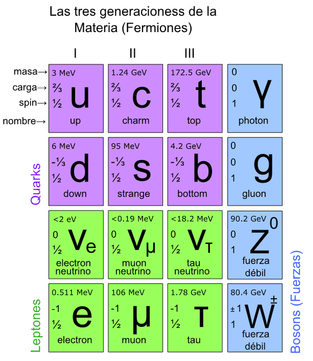 Las tres generacioness de la
Materia (Fermiones)
I II III
masa→ 3 MeV 1.24 GeV 172.5 GeV 0
carga→ ⅔ ⅔ ⅔ 0
spin→ ½ u ½ c ½ t 1 γ
nombre→ up charm top photon
Quarks
6 MeV 95 MeV 4.2 GeV 0
-⅓ -⅓ -⅓ 0
½ d ½ s ½ b 1 g
down strange bottom gluon
<2 eV <0.19 MeV <18.2 MeV 90.2 GeV
0 0 0 0
½ νe ½ νμ ½ ντ 1 Z0
electron muon tau fuerza
neutrino neutrino neutrino débil
Leptones
0.511 MeV 106 MeV 1.78 GeV 80.4 GeV
-1 -1 -1 ±1
½ e ½ μ ½ τ 1 W±
electron muon tau fuerza
débil
Bosons (Fuerzas)